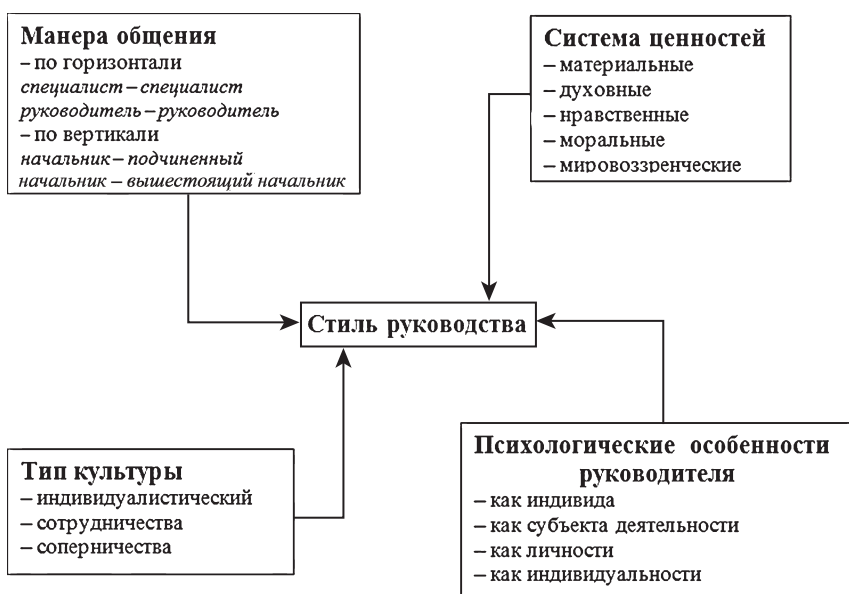 Манера общения
– по горизонтали
специалист – специалист
руководитель – руководитель
– по вертикали
начальник – подчиненный
начальник – вышестоящий начальник
Система ценностей
– материальные
– духовные
– нравственные
– моральные
– мировоззренческие
Стиль руководства
Тип культуры
– индивидуалистический
– сотрудничества
– соперничества
Психологические особенности
руководителя
– как индивида
– как субъекта деятельности
– как личности
– как индивидуальности